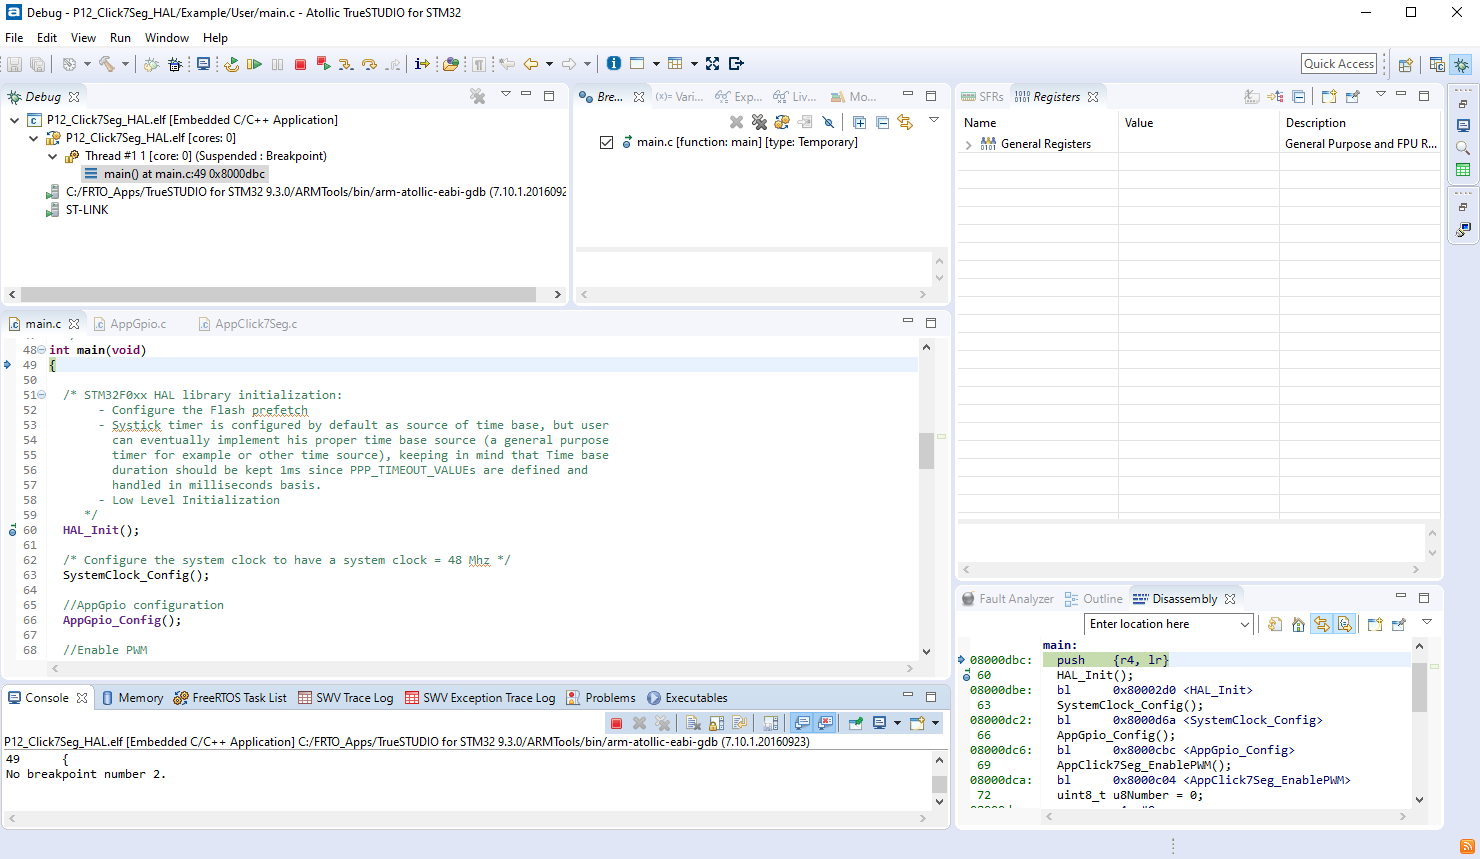 Debug - P12_Click7Seg_HAL/Example/User/main.c - Atollic TrueSTUDIO for STM32
File Edit View Run Window Help
Quick Access
Debug
P12_Click7Seg_HAL.elf [Embedded C/C++ Application]
P12_Click7Seg_HAL.elf [cores: 0]
Thread #1 1 [core: 0] (Suspended : Breakpoint)
main() at main.c:49 0x8000dbc
C:/FRTO_Apps/TrueSTUDIO for STM32 9.3.0/ARMTools/bin/arm-atollic-eabi-gdb (7.10.1.2016092
ST-LINK
Bre... (x)= Vari... Exp... Liv... Mo...
main.c [function: main] [type: Temporary]
SFRs Registers
Name Value Description
General Registers General Purpose and FPU R...
main.c AppGpio.c AppClick7Seg.c
48 int main(void)
49 {
50
51 /* STM32F0xx HAL library initialization:
52 - Configure the Flash prefetch
53 - Systick timer is configured by default as source of time base, but user
54 can eventually implement his proper time base source (a general purpose
55 timer for example or other time source), keeping in mind that Time base
56 duration should be kept 1ms since PPP_TIMEOUT_VALUEs are defined and
57 handled in milliseconds basis.
58 - Low Level Initialization
59 */
60 HAL_Init();
61
62 /* Configure the system clock to have a system clock = 48 Mhz */
63 SystemClock_Config();
64
65 //AppGpio configuration
66 AppGpio_Config();
67
68 //Enable PWM
Fault Analyzer Outline Disassembly
Enter location here
main:
08000dbc: push {r4, lr}
60 HAL_Init();
08000dbe: bl 0x80002d0 <HAL_Init>
63 SystemClock_Config();
08000dc2: bl 0x8000d6a <SystemClock_Config>
66 AppGpio_Config();
08000dc6: bl 0x8000cbc <AppGpio_Config>
69 AppClick7Seg_EnablePWM();
08000dca: bl 0x8000c04 <AppClick7Seg_EnablePWM>
72 uint8_t u8Number = 0;
Console Memory FreeRTOS Task List SWV Trace Log SWV Exception Trace Log Problems Executables
P12_Click7Seg_HAL.elf [Embedded C/C++ Application] C:/FRTO_Apps/TrueSTUDIO for STM32 9.3.0/ARMTools/bin/arm-atollic-eabi-gdb (7.10.1.20160923)
49 {
No breakpoint number 2.